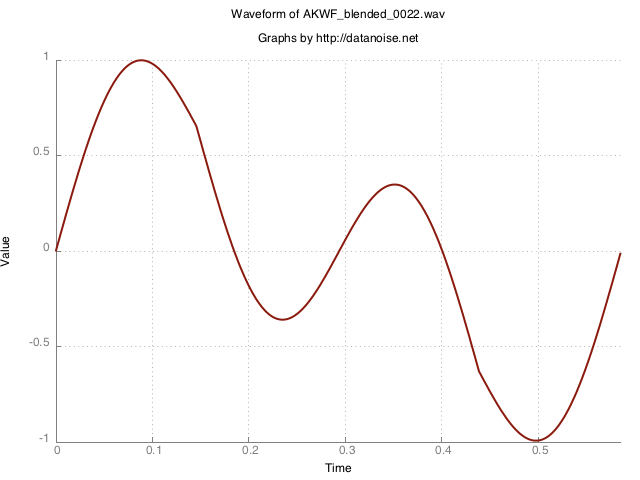 Waveform of AKWF_blended_0022.wav
Graphs by http://datanoise.net
1
0.5
0
-0.5
-1
Value
0 0.1 0.2 0.3 0.4 0.5
Time